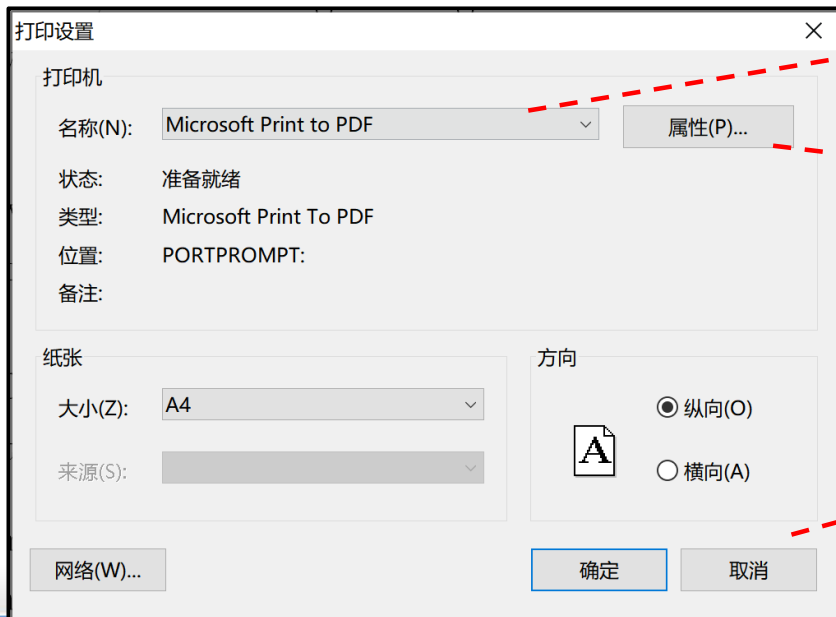 打印设置
打印机
名称(N): Microsoft Print to PDF 属性(P)...
状态: 准备就绪
类型: Microsoft Print To PDF
位置: PORTPROMPT:
备注:
纸张
大小(Z): A4
来源(S):
方向
A
纵向(O)
横向(A)
网络(W)... 确定 取消